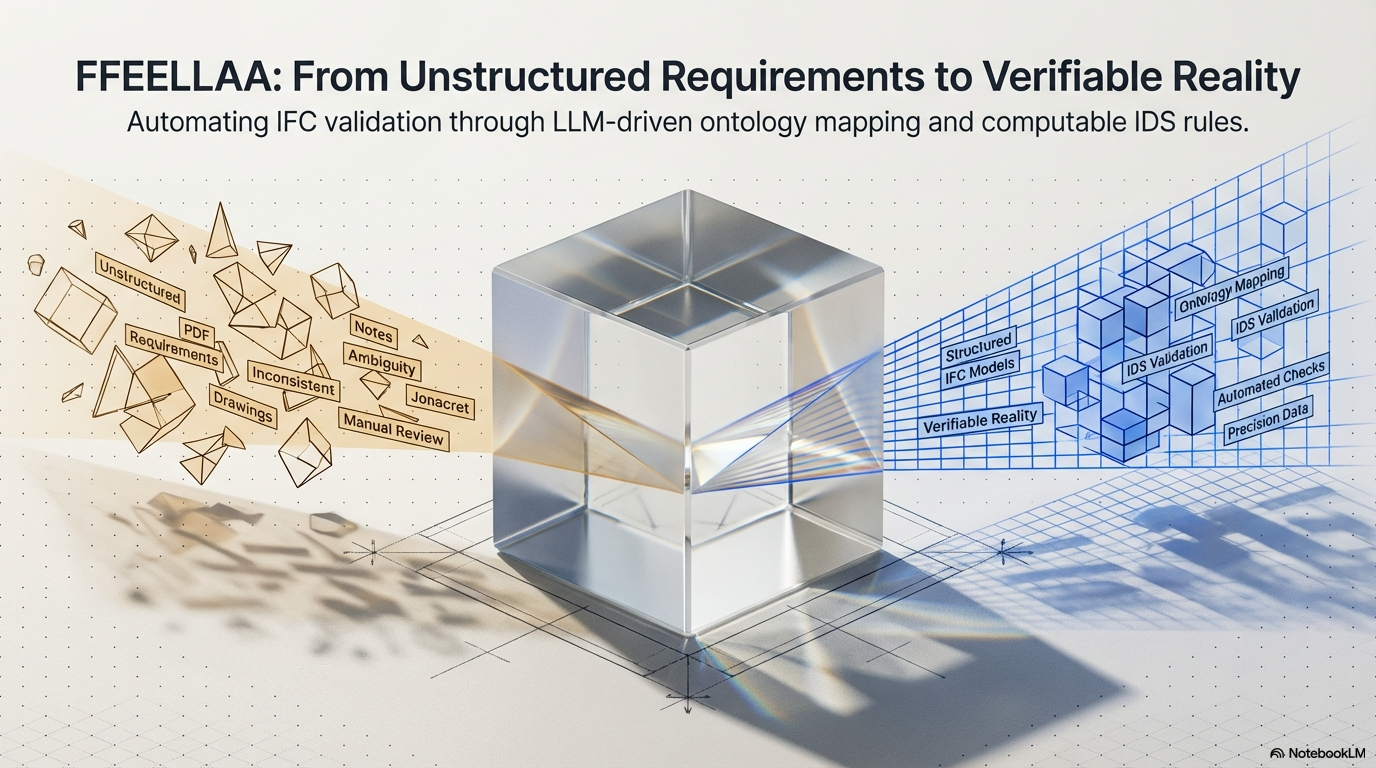 FFEELLAA: From Unstructured Requirements to Verifiable Reality
Automating IFC validation through LLM-driven ontology mapping and computable IDS rules.
Unstructured
PDF
Requirements
Notes
Ambiguity
Inconsistent
Jonacret
Drawings
Manual Review
Structured
IFC Models
Verifiable Reality
Ontology Mapping
IDS Validation
IDS Validation
Automated Checks
Precision Data
NotebookLM